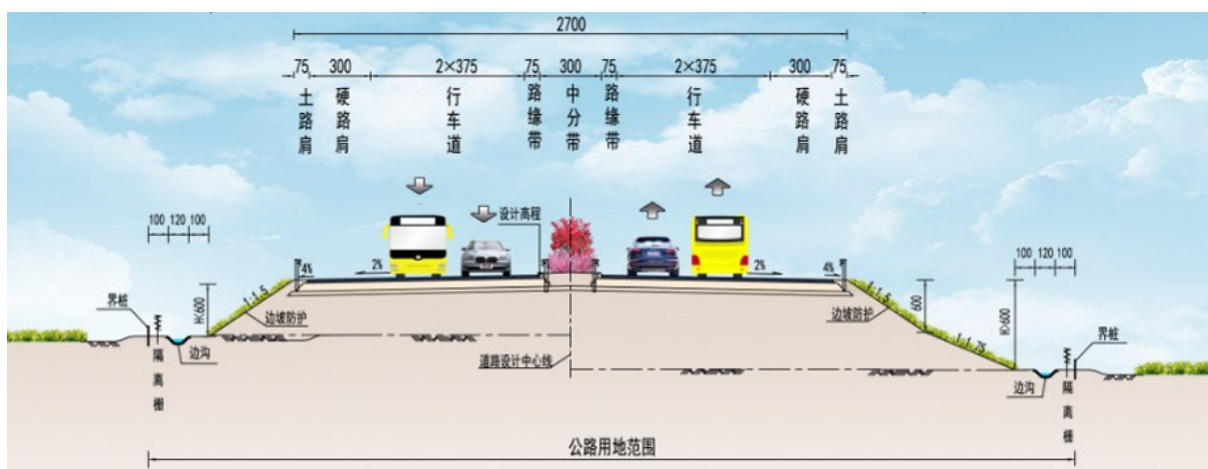 2700
75 300 2×375 75 300 75 2×375 300 75
土路肩 硬路肩 行车道 路缘带 中分带 路缘带 行车道 硬路肩 土路肩
设计高程
100 120 100
100 120 100
4% 2% 2% 4%
1:1.5
1:1.5
H<600
600
H>600
界桩
边坡防护
边坡防护
1:1.75
界桩
边沟
隔离栅
道路设计中心线
边沟
隔离栅
公路用地范围